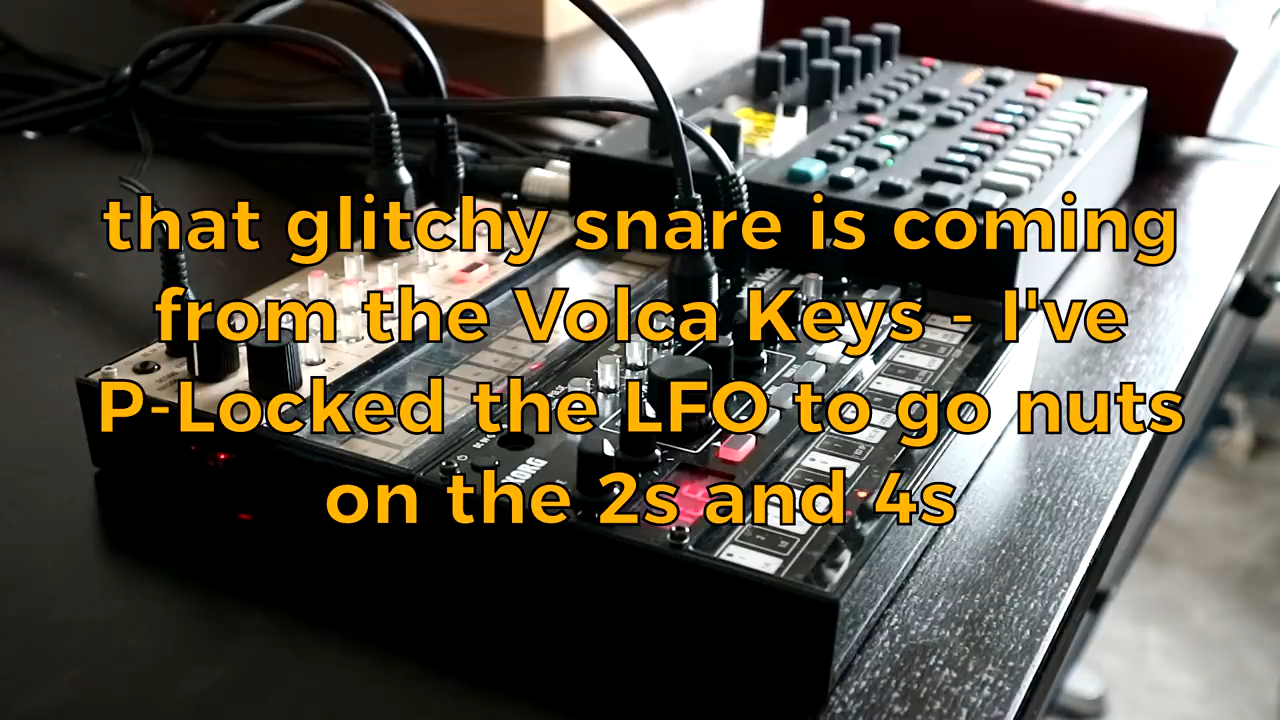 that glitchy snare is coming
from the Volca Keys - I've
P-Locked the LFO to go nuts
on the 2s and 4s
KORG